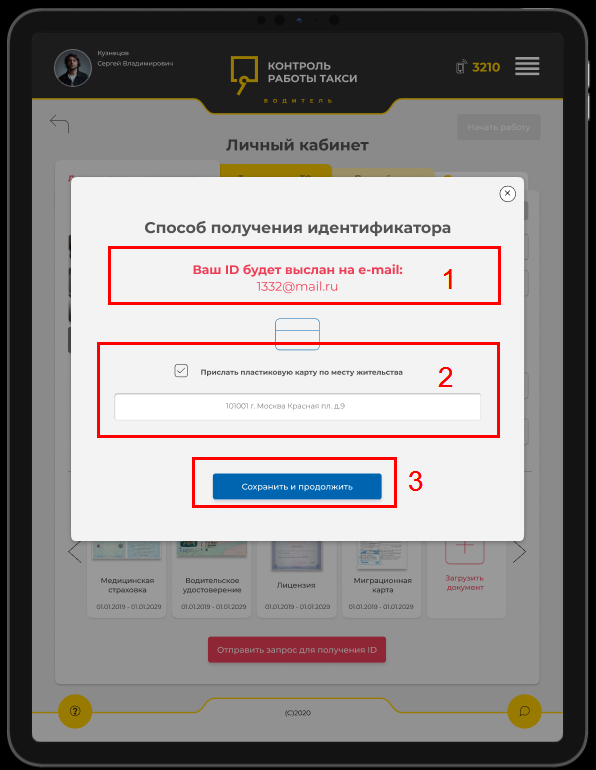 Кузнецов
Сергей Владимирович
КОНТРОЛЬ
РАБОТЫ ТАКСИ
ВОДИТЕЛЬ
3210
Начать работу
Личный кабинет
Способ получения идентификатора
Ваш ID будет выслан на e-mail:
1332@mail.ru
1
Прислать пластиковую карту по месту жительства
2
101001 г. Москва Красная пл. д.9
Сохранить и продолжить
3
Медицинская
страховка
01.01.2019 - 01.01.2029
Водительское
удостоверение
01.01.2019 - 01.01.2029
Лицензия
01.01.2019 - 01.01.2029
Миграционная
карта
01.01.2019 - 01.01.2029
Загрузить
документ
Отправить запрос для получения ID
(C)2020